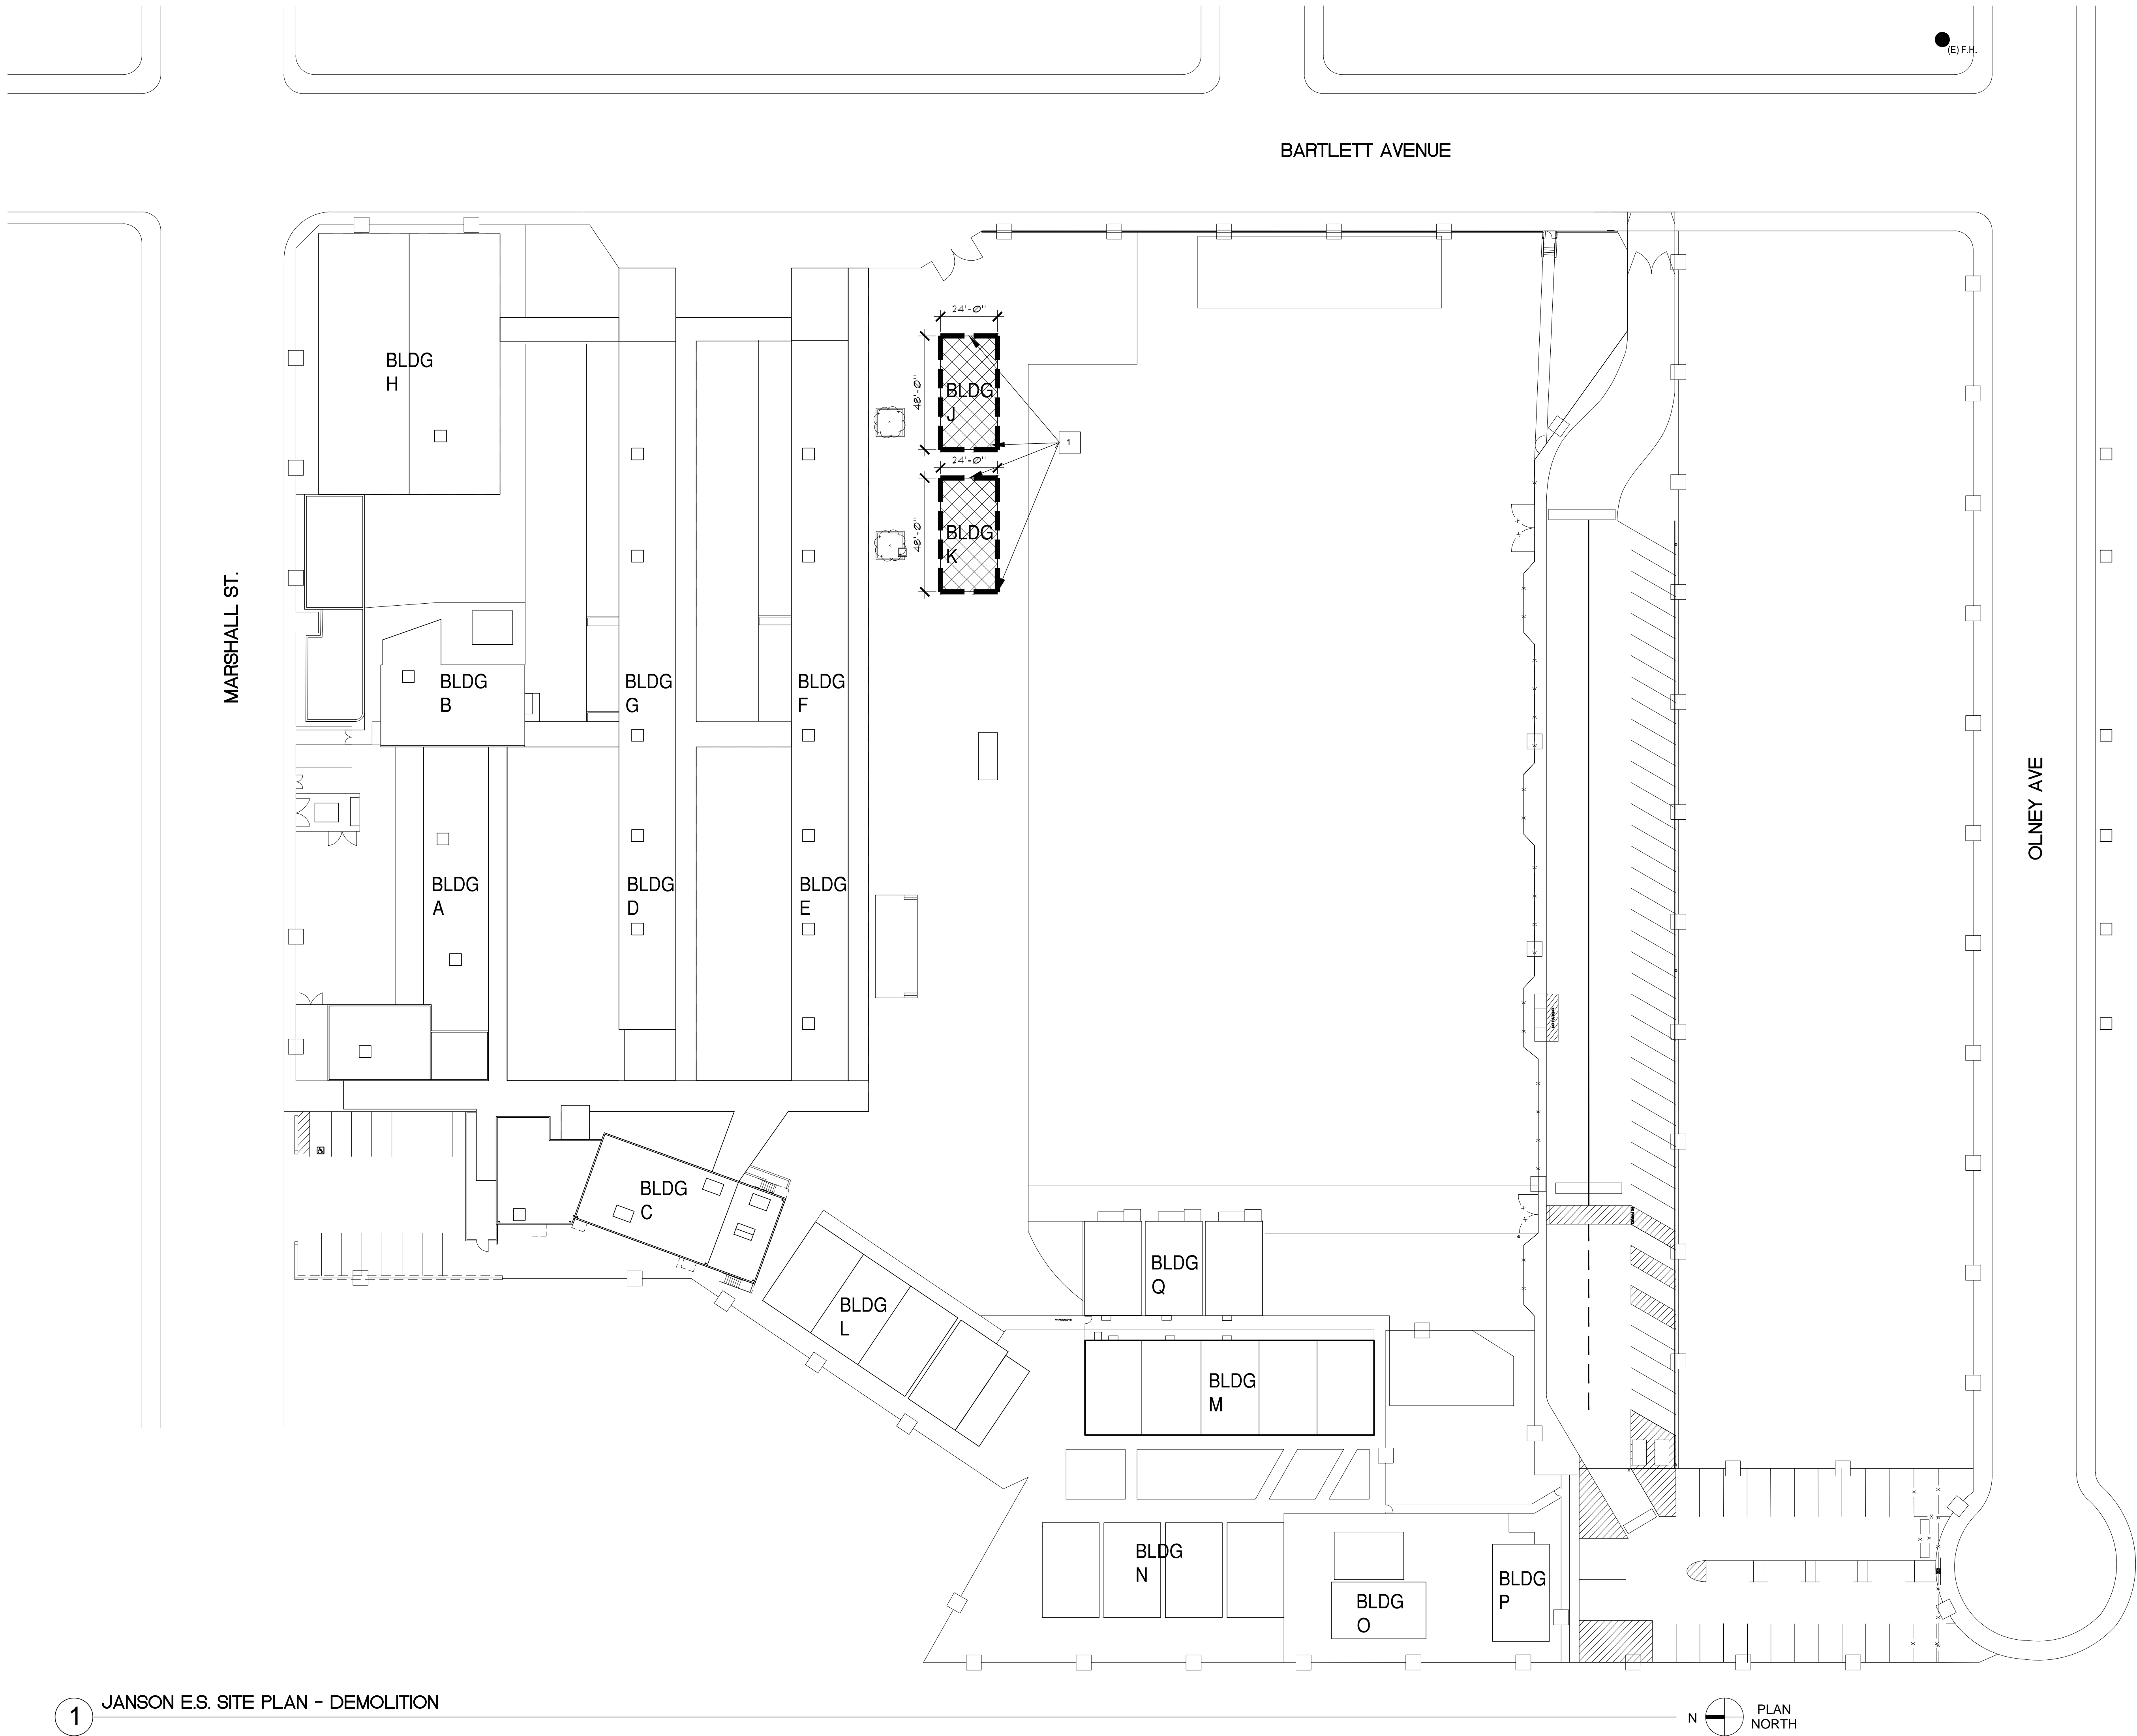 (E) F.H.
BARTLETT AVENUE
MARSHALL ST.
OLNEY AVE
24'-0"
48'-0"
BLDG
H
BLDG
J
1
24'-0"
48'-0"
BLDG
K
BLDG
B
BLDG
G
BLDG
F
BLDG
A
BLDG
D
BLDG
E
BLDG
C
BLDG
L
BLDG
Q
BLDG
M
BLDG
N
BLDG
O
BLDG
P
1
JANSON E.S. SITE PLAN - DEMOLITION
N
PLAN
NORTH